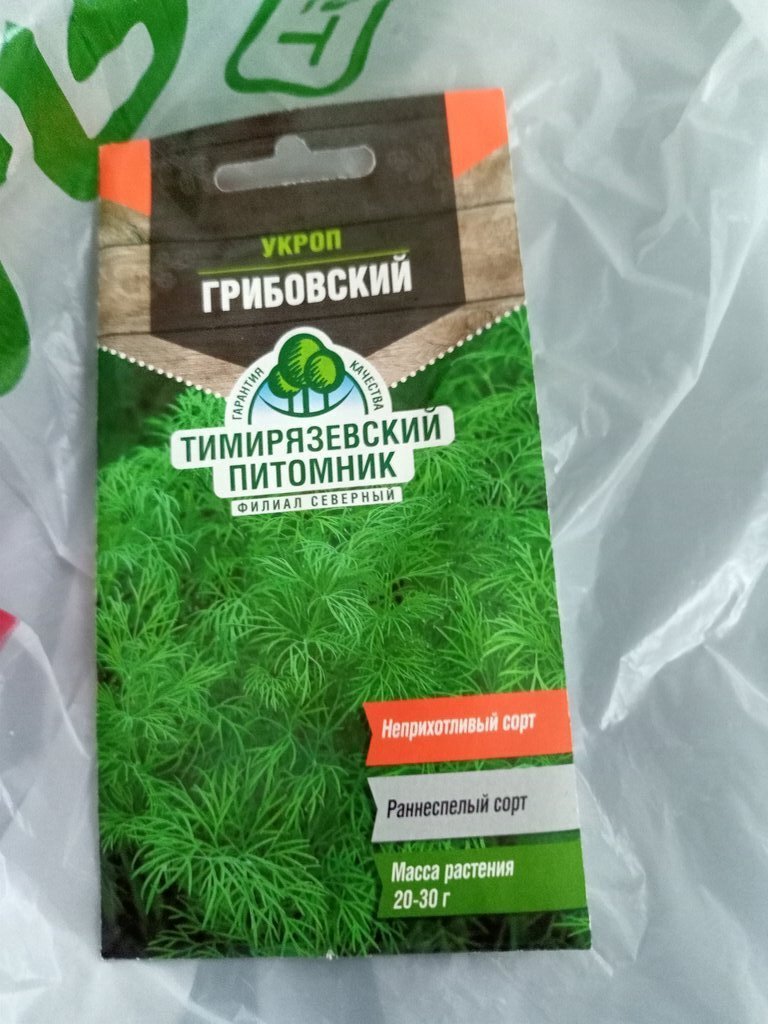 УКРОП
ГРИБОВСКИЙ
ГАРАНТИЯ КАЧЕСТВА
ТИМИРЯЗЕВСКИЙ
ПИТОМНИК
ФИЛИАЛ СЕВЕРНЫЙ
Неприхотливый сорт
Раннеспелый сорт
Масса растения
20-30 г